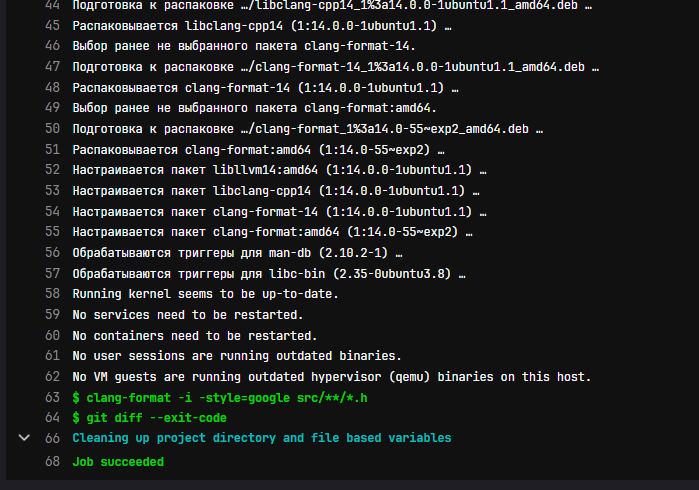 44 Подготовка к распаковке …/libclang-cpp14_1%3a14.0.0-1ubuntu1.1_amd64.deb …
45 Распаковывается libclang-cpp14 (1:14.0.0-1ubuntu1.1) …
46 Выбор ранее не выбранного пакета clang-format-14.
47 Подготовка к распаковке …/clang-format-14_1%3a14.0.0-1ubuntu1.1_amd64.deb …
48 Распаковывается clang-format-14 (1:14.0.0-1ubuntu1.1) …
49 Выбор ранее не выбранного пакета clang-format:amd64.
50 Подготовка к распаковке …/clang-format_1%3a14.0-55~exp2_amd64.deb …
51 Распаковывается clang-format:amd64 (1:14.0-55~exp2) …
52 Настраивается пакет libllvm14:amd64 (1:14.0.0-1ubuntu1.1) …
53 Настраивается пакет libclang-cpp14 (1:14.0.0-1ubuntu1.1) …
54 Настраивается пакет clang-format-14 (1:14.0.0-1ubuntu1.1) …
55 Настраивается пакет clang-format:amd64 (1:14.0-55~exp2) …
56 Обрабатываются триггеры для man-db (2.10.2-1) …
57 Обрабатываются триггеры для libc-bin (2.35-0ubuntu3.8) …
58 Running kernel seems to be up-to-date.
59 No services need to be restarted.
60 No containers need to be restarted.
61 No user sessions are running outdated binaries.
62 No VM guests are running outdated hypervisor (qemu) binaries on this host.
63 $ clang-format -i -style=google src/**/*.h
64 $ git diff --exit-code
66 Cleaning up project directory and file based variables
68 Job succeeded